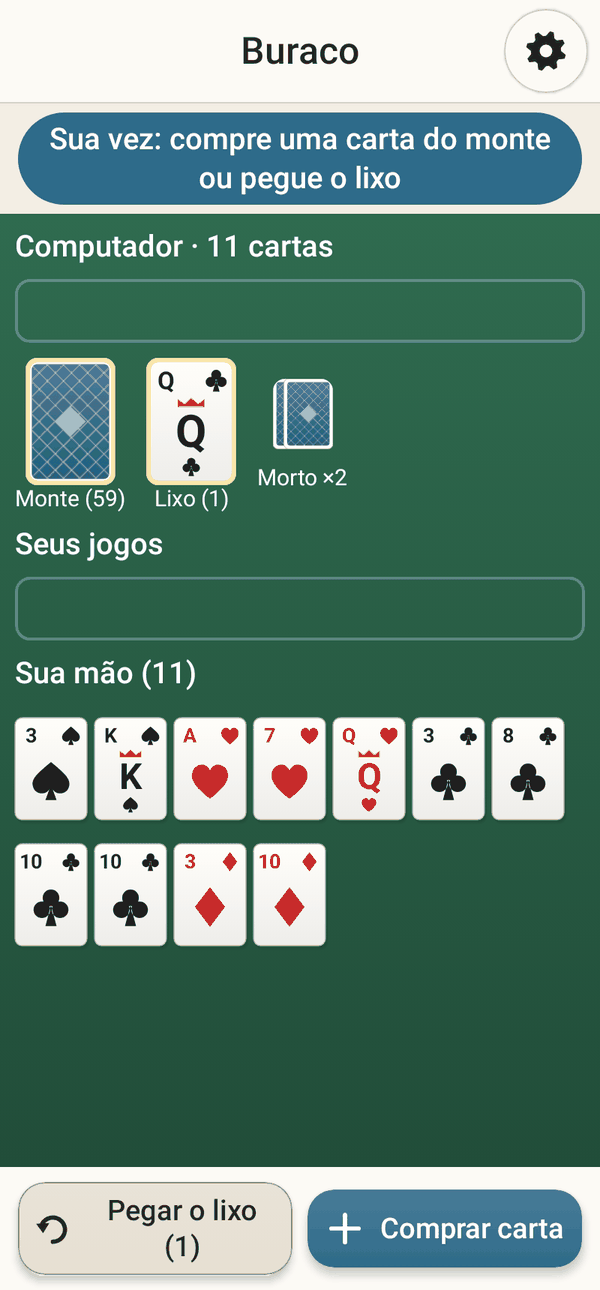 Buraco
Sua vez: compre uma carta do monte
ou pegue o lixo
Computador · 11 cartas
Q
Q
Monte (59)
Lixo (1)
Morto ×2
Seus jogos
Sua mão (11)
3
K
K
A
7
Q
Q
3
8
10
10
3
10
Pegar o lixo
(1)
Comprar carta